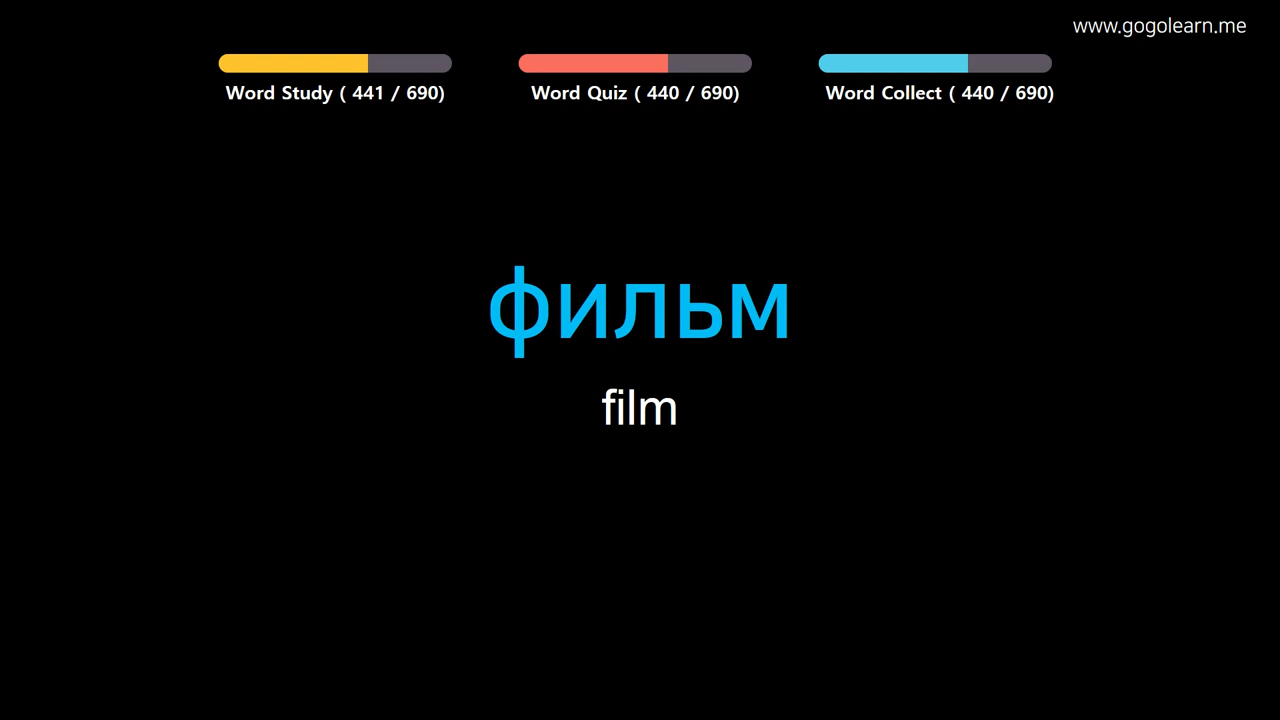 www.gogolearn.me
Word Study ( 441 / 690)
Word Quiz ( 440 / 690)
Word Collect ( 440 / 690)
фильм
film